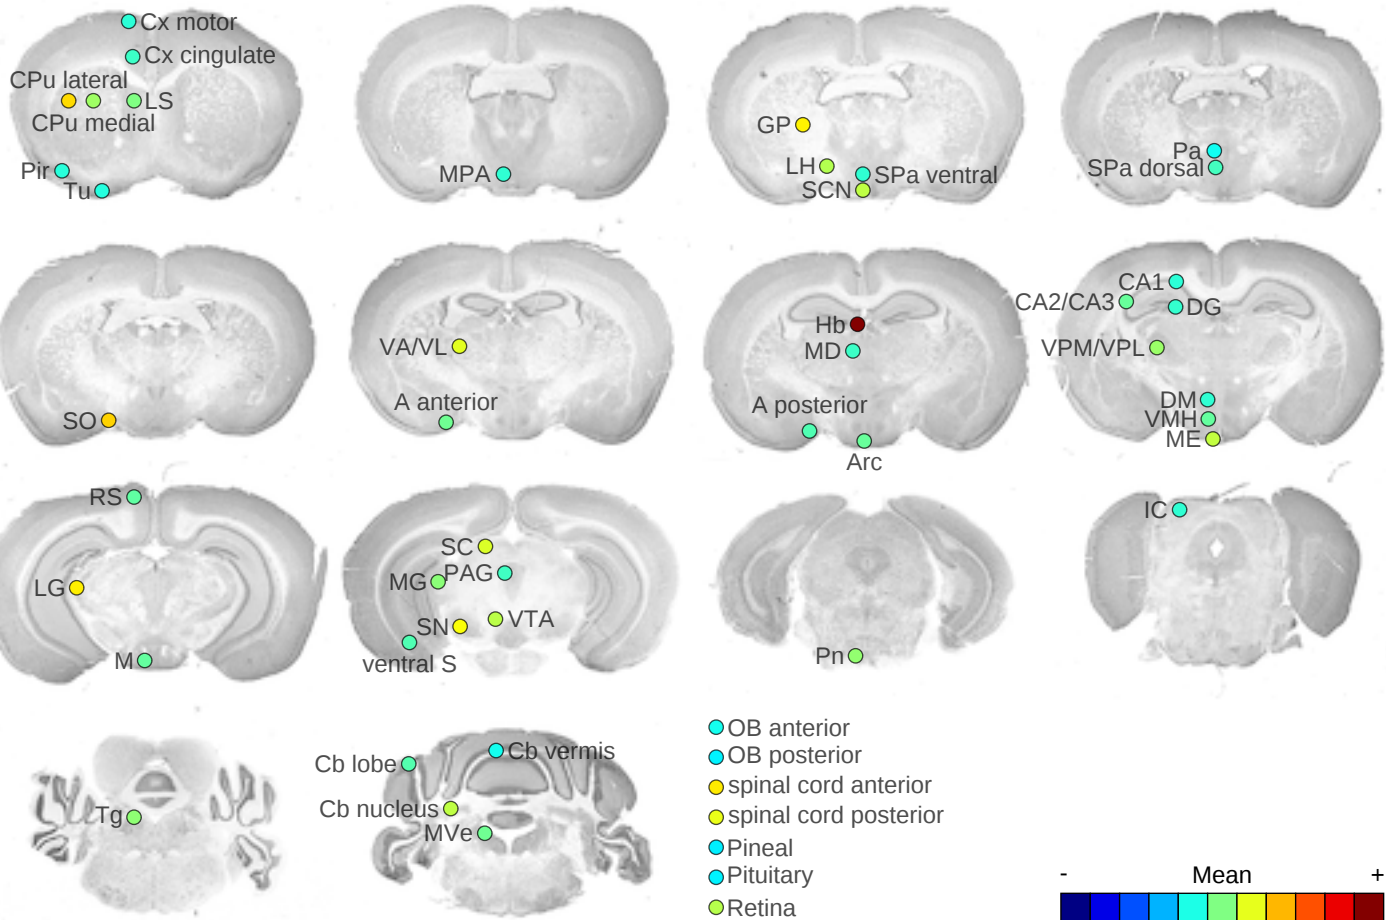 Cx motor
Cx cingulate
CPu lateral
LS
CPu medial
Pir
Tu
MPA
GP
LH
SPa ventral
SCN
Pa
SPa dorsal
SO
VA/VL
A anterior
Hb
MD
A posterior
Arc
CA1
CA2/CA3
DG
VPM/VPL
DM
VMH
ME
RS
LG
M
SC
PAG
MG
SN
VTA
ventral S
Pn
IC
Tg
Cb lobe
Cb vermis
Cb nucleus
MVe
OB anterior
OB posterior
spinal cord anterior
spinal cord posterior
Pineal
Pituitary
Retina
- Mean +